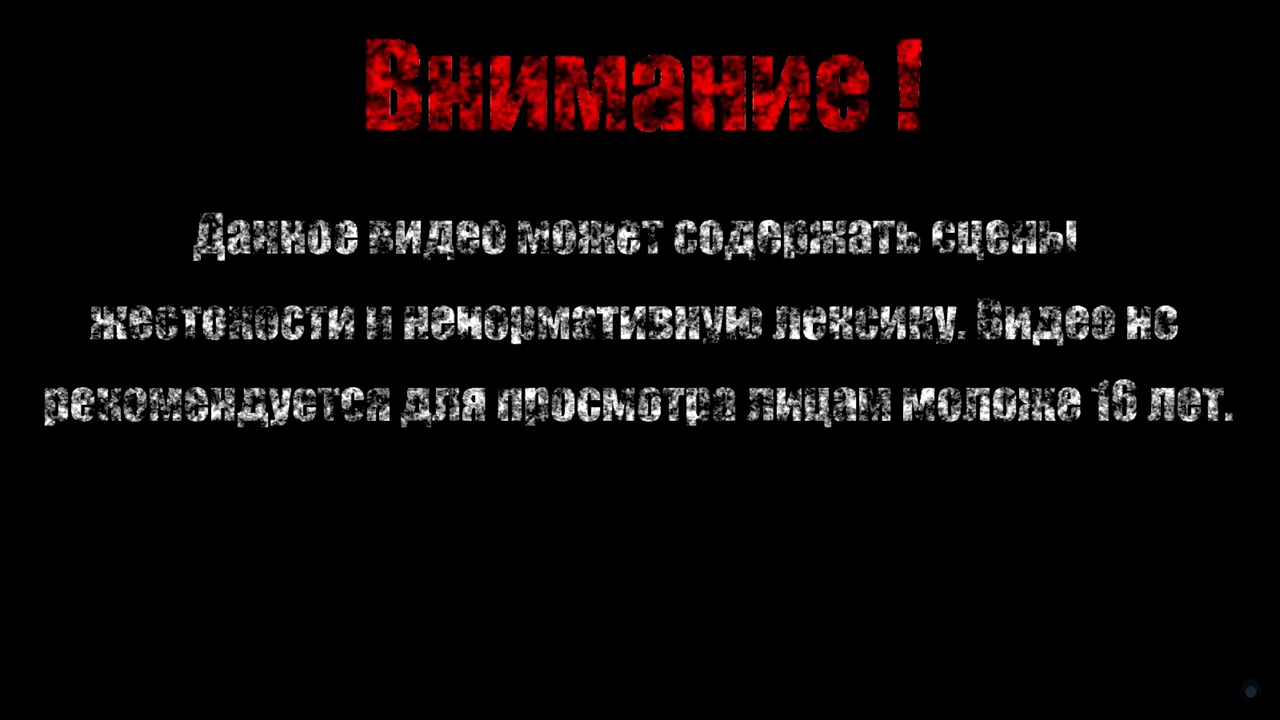 Внимание !
Данное видео может содержать сцены
жестокости и ненормативную лексику. Видео не
рекомендуется для просмотра лицам моложе 16 лет.